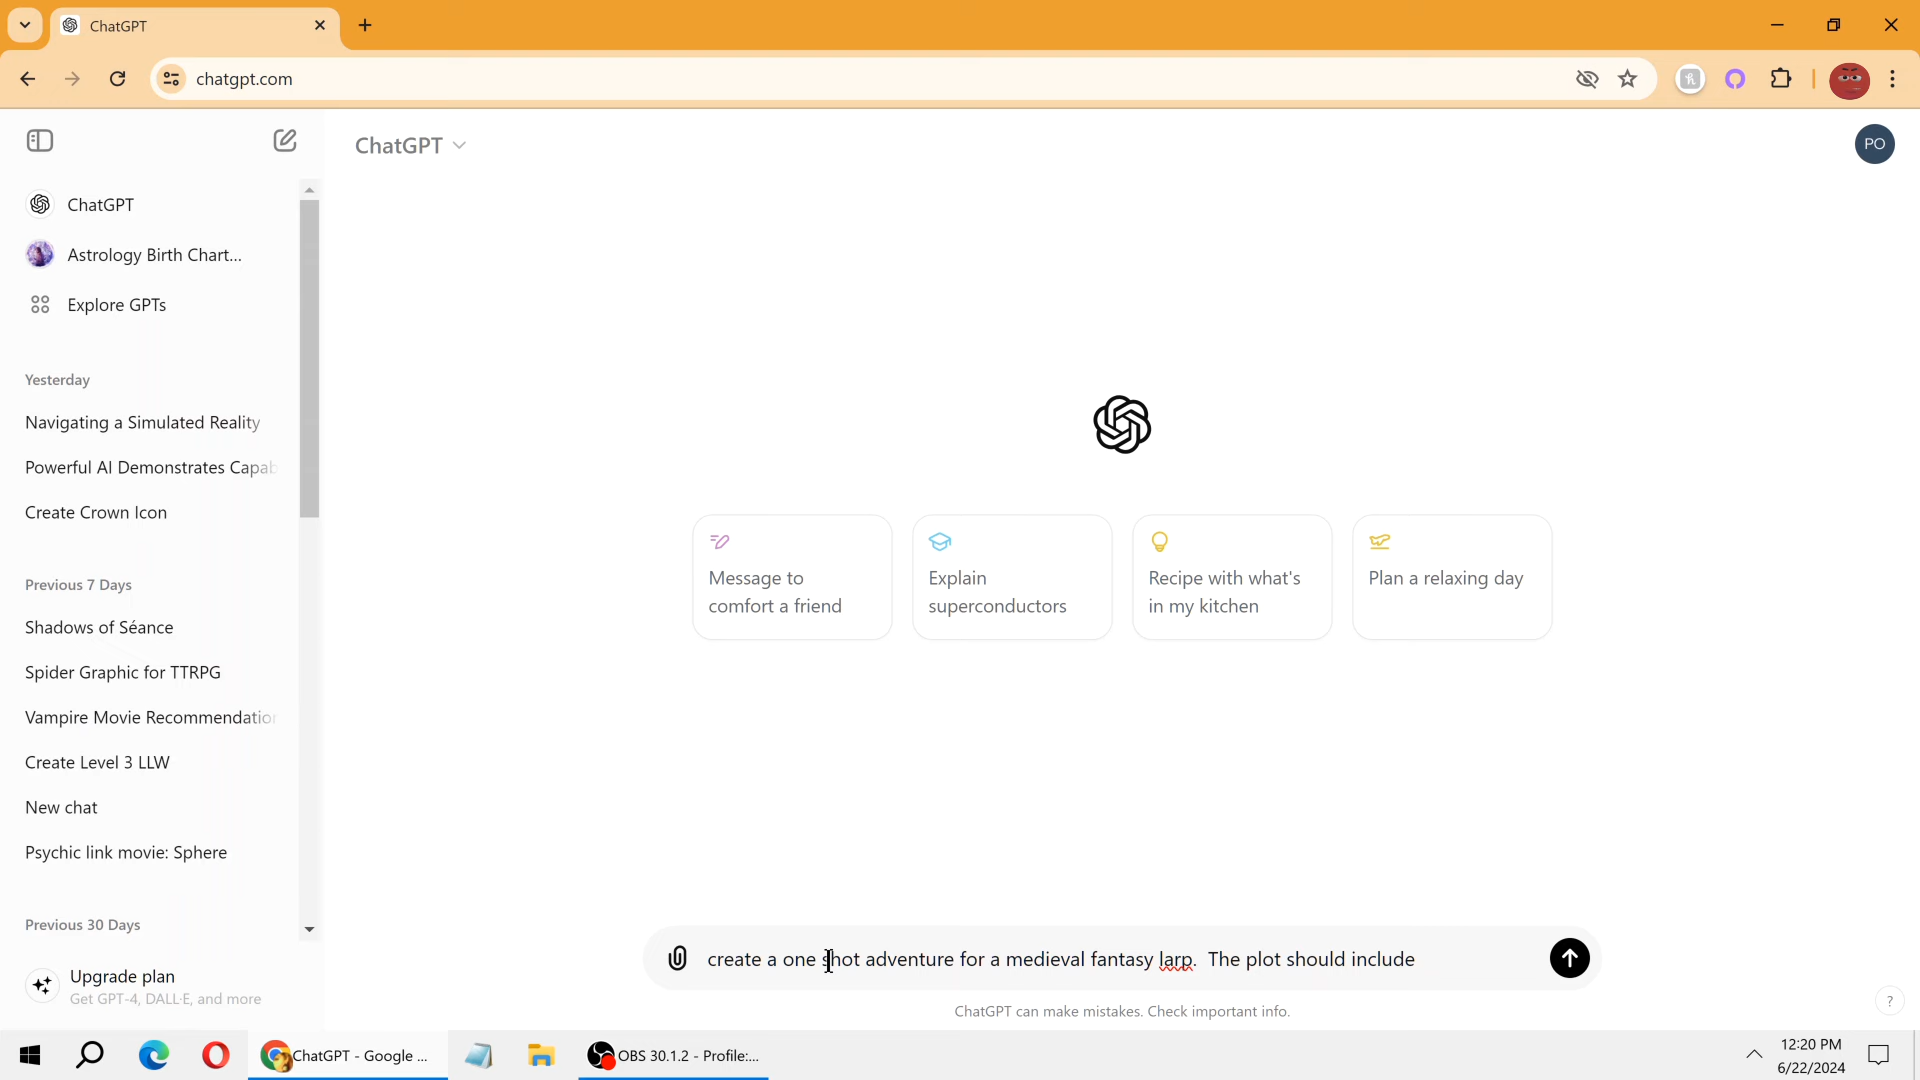 ChatGPT
chatgpt.com
ChatGPT
PO
ChatGPT
Astrology Birth Chart...
Explore GPTs
Yesterday
Navigating a Simulated Reality
Powerful AI Demonstrates Capab
Create Crown Icon
Previous 7 Days
Shadows of Séance
Spider Graphic for TTRPG
Vampire Movie Recommendation
Create Level 3 LLW
New chat
Psychic link movie: Sphere
Previous 30 Days
Upgrade plan
Get GPT-4, DALL·E, and more
Message to
comfort a friend
Explain
superconductors
Recipe with what's
in my kitchen
Plan a relaxing day
create a one shot adventure for a medieval fantasy larp.  The plot should include
ChatGPT can make mistakes. Check important info.
?
ChatGPT - Google ...
OBS 30.1.2 - Profile:...
12:20 PM
6/22/2024